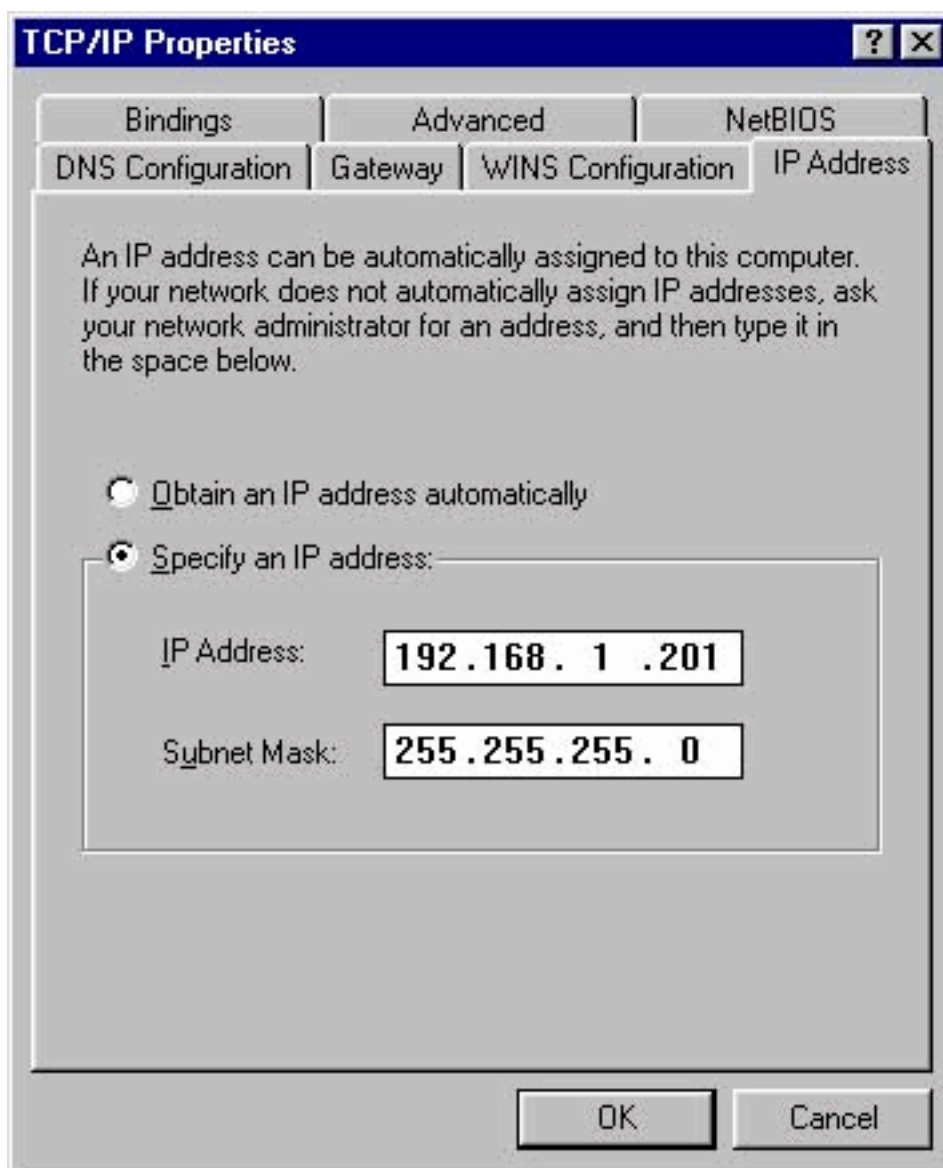 TCP/IP Properties
Bindings Advanced NetBIOS
DNS Configuration Gateway WINS Configuration IP Address
An IP address can be automatically assigned to this computer.
If your network does not automatically assign IP addresses, ask
your network administrator for an address, and then type it in
the space below.
Obtain an IP address automatically
Specify an IP address:
IP Address: 192.168. 1 .201
Subnet Mask: 255.255.255. 0
OK Cancel